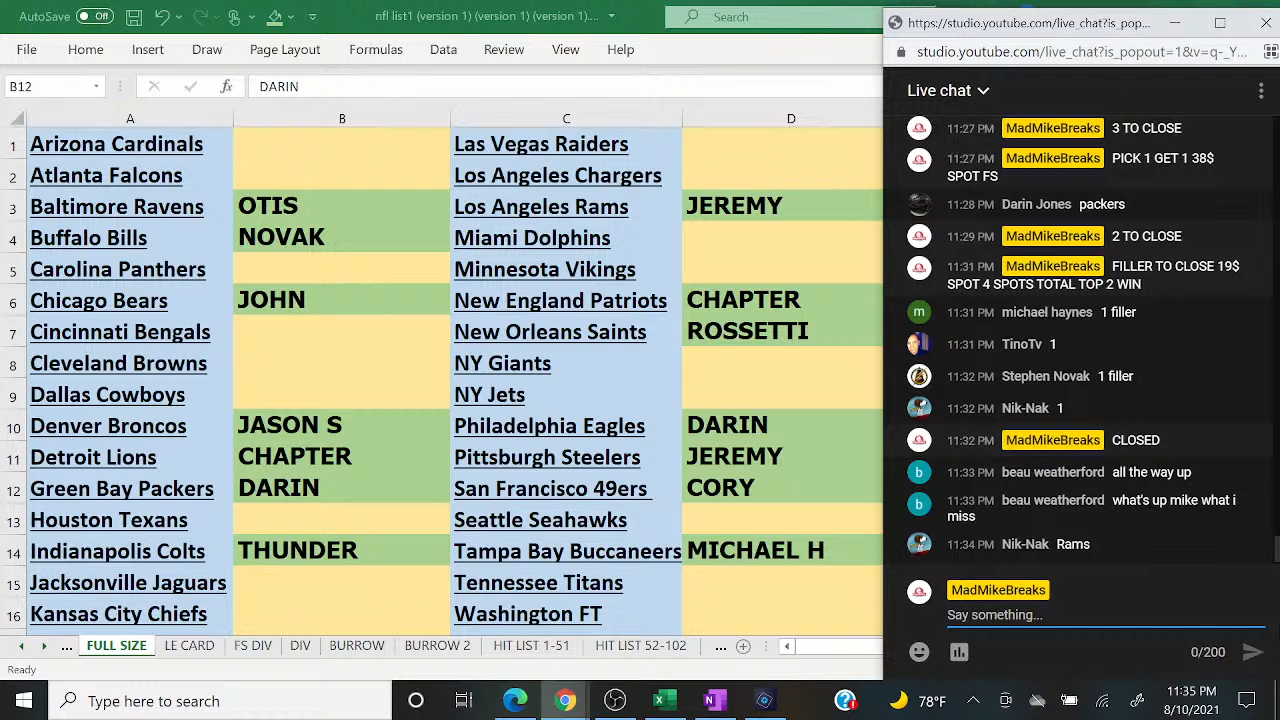 AutoSave Off nfl list1 (version 1) (version 1) (version 1)....
Search
File Home Insert Draw Page Layout Formulas Data Review View Help
B12 fx DARIN
A B C D
1 Arizona Cardinals Las Vegas Raiders
2 Atlanta Falcons Los Angeles Chargers
3 Baltimore Ravens OTIS Los Angeles Rams JEREMY
4 Buffalo Bills NOVAK Miami Dolphins
5 Carolina Panthers Minnesota Vikings
6 Chicago Bears JOHN New England Patriots CHAPTER
7 Cincinnati Bengals New Orleans Saints ROSSETTI
8 Cleveland Browns NY Giants
9 Dallas Cowboys NY Jets
10 Denver Broncos JASON S Philadelphia Eagles DARIN
11 Detroit Lions CHAPTER Pittsburgh Steelers JEREMY
12 Green Bay Packers DARIN San Francisco 49ers CORY
13 Houston Texans Seattle Seahawks
14 Indianapolis Colts THUNDER Tampa Bay Buccaneers MICHAEL H
15 Jacksonville Jaguars Tennessee Titans
16 Kansas City Chiefs Washington FT
... FULL SIZE LE CARD FS DIV DIV BURROW BURROW 2 HIT LIST 1-51 HIT LIST 52-102 ...
Ready
https://studio.youtube.com/live_chat?is_pop...
studio.youtube.com/live_chat?is_popout=1&v=q-_Y...
Live chat
11:27 PM MadMikeBreaks 3 TO CLOSE
11:27 PM MadMikeBreaks PICK 1 GET 1 38$
SPOT FS
11:28 PM Darin Jones packers
11:29 PM MadMikeBreaks 2 TO CLOSE
11:31 PM MadMikeBreaks FILLER TO CLOSE 19$
SPOT 4 SPOTS TOTAL TOP 2 WIN
m 11:31 PM michael haynes 1 filler
11:31 PM TinoTv 1
11:32 PM Stephen Novak 1 filler
11:32 PM Nik-Nak 1
11:32 PM MadMikeBreaks CLOSED
b 11:33 PM beau weatherford all the way up
b 11:33 PM beau weatherford what's up mike what i
miss
11:34 PM Nik-Nak Rams
MadMikeBreaks
Say something...
0/200
Type here to search
78°F
11:35 PM
8/10/2021